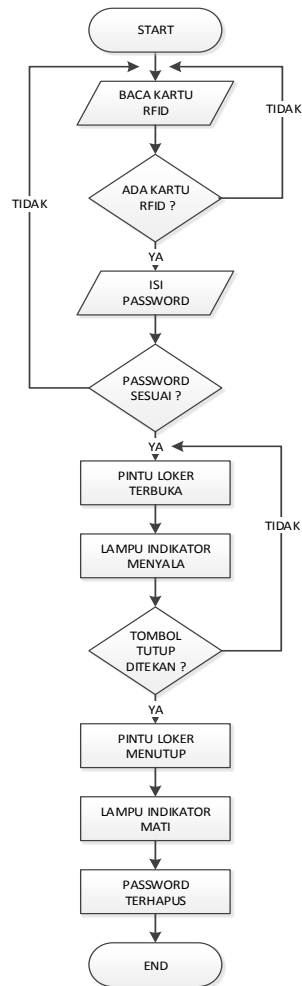 START
BACA KARTU
RFID
TIDAK
ADA KARTU
RFID ?
TIDAK
YA
ISI
PASSWORD
PASSWORD
SESUAI ?
YA
PINTU LOKER
TERBUKA
TIDAK
LAMPU INDIKATOR
MENYALA
TOMBOL
TUTUP
DITEKAN ?
YA
PINTU LOKER
MENUTUP
LAMPU INDIKATOR
MATI
PASSWORD
TERHAPUS
END